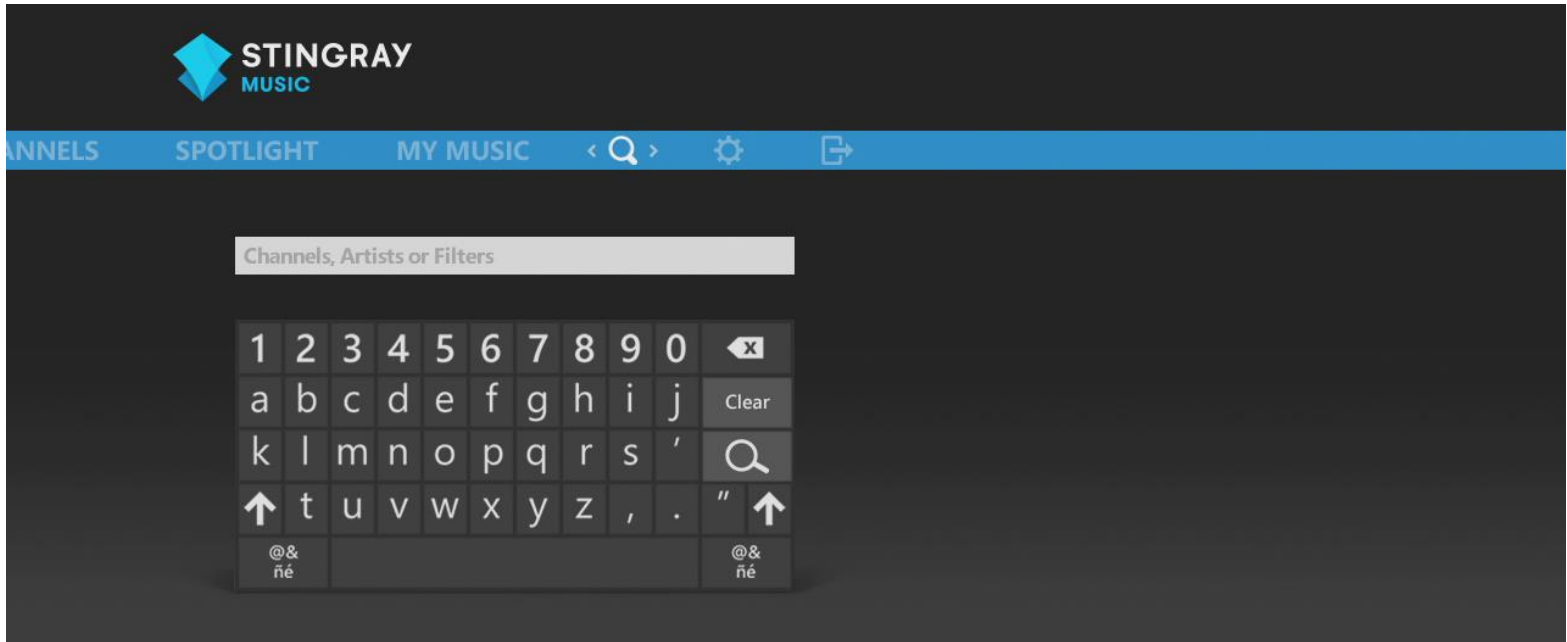 STINGRAY
MUSIC
ANNELS SPOTLIGHT MY MUSIC
Channels, Artists or Filters
1 2 3 4 5 6 7 8 9 0
a b c d e f g h i j Clear
k l m n o p q r s '
t u v w x y z , . "
@& @&
ñé ñé